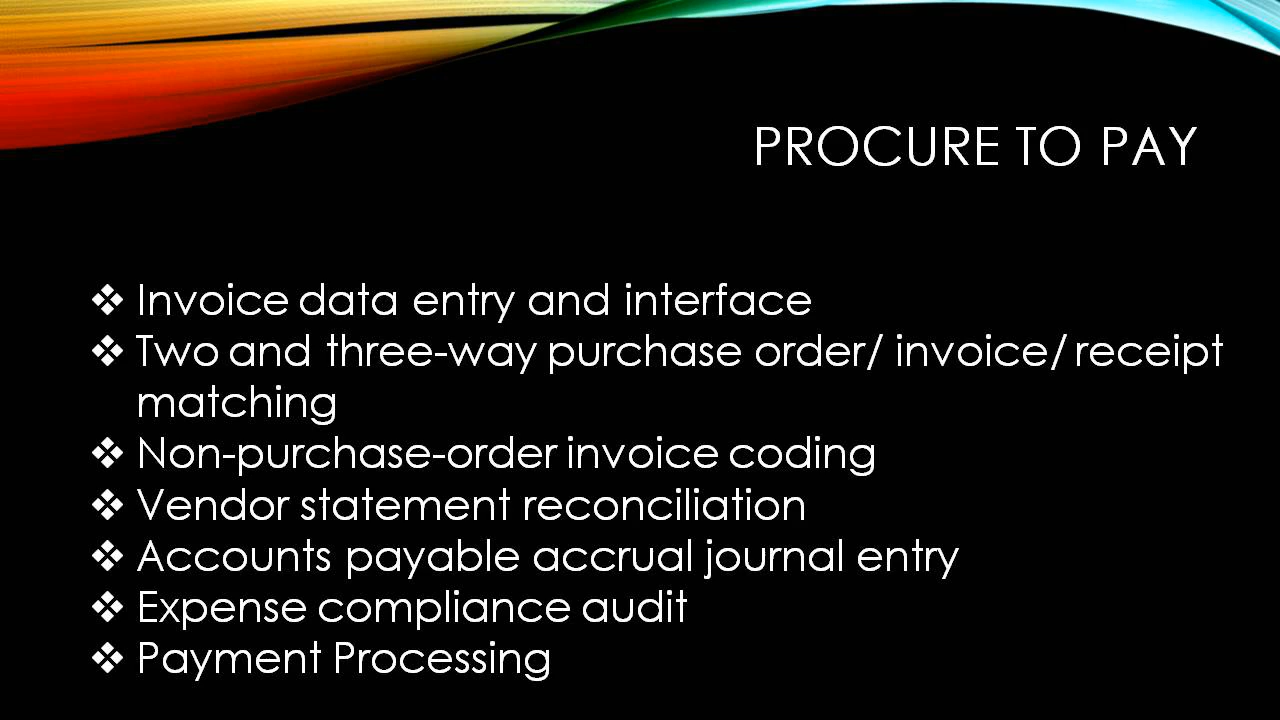 PROCURE TO PAY
❖ Invoice data entry and interface
❖ Two and three-way purchase order/ invoice/ receipt
matching
❖ Non-purchase-order invoice coding
❖ Vendor statement reconciliation
❖ Accounts payable accrual journal entry
❖ Expense compliance audit
❖ Payment Processing